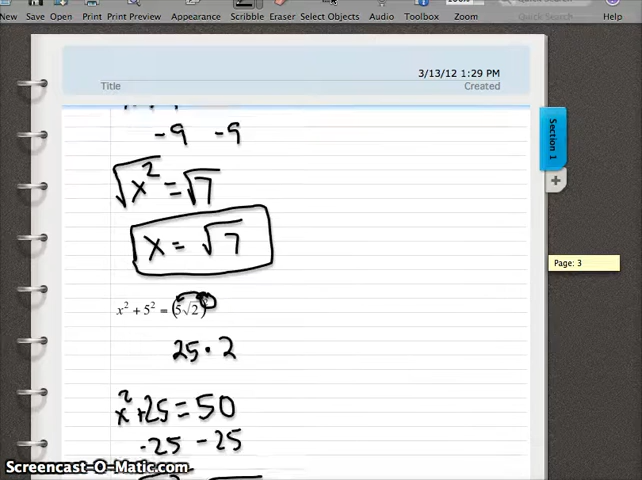 New Save Open Print Print Preview Appearance Scribble Eraser Select Objects Audio Toolbox Zoom Quick Search Help
3/13/12 1:29 PM
Title Created
-9 -9
√x² = √7
x = √7
Section 1
Page: 3
x² + 5² = (5√2)
25 · 2
x² + 25 = 50
-25 -25
Screencast-O-Matic.com